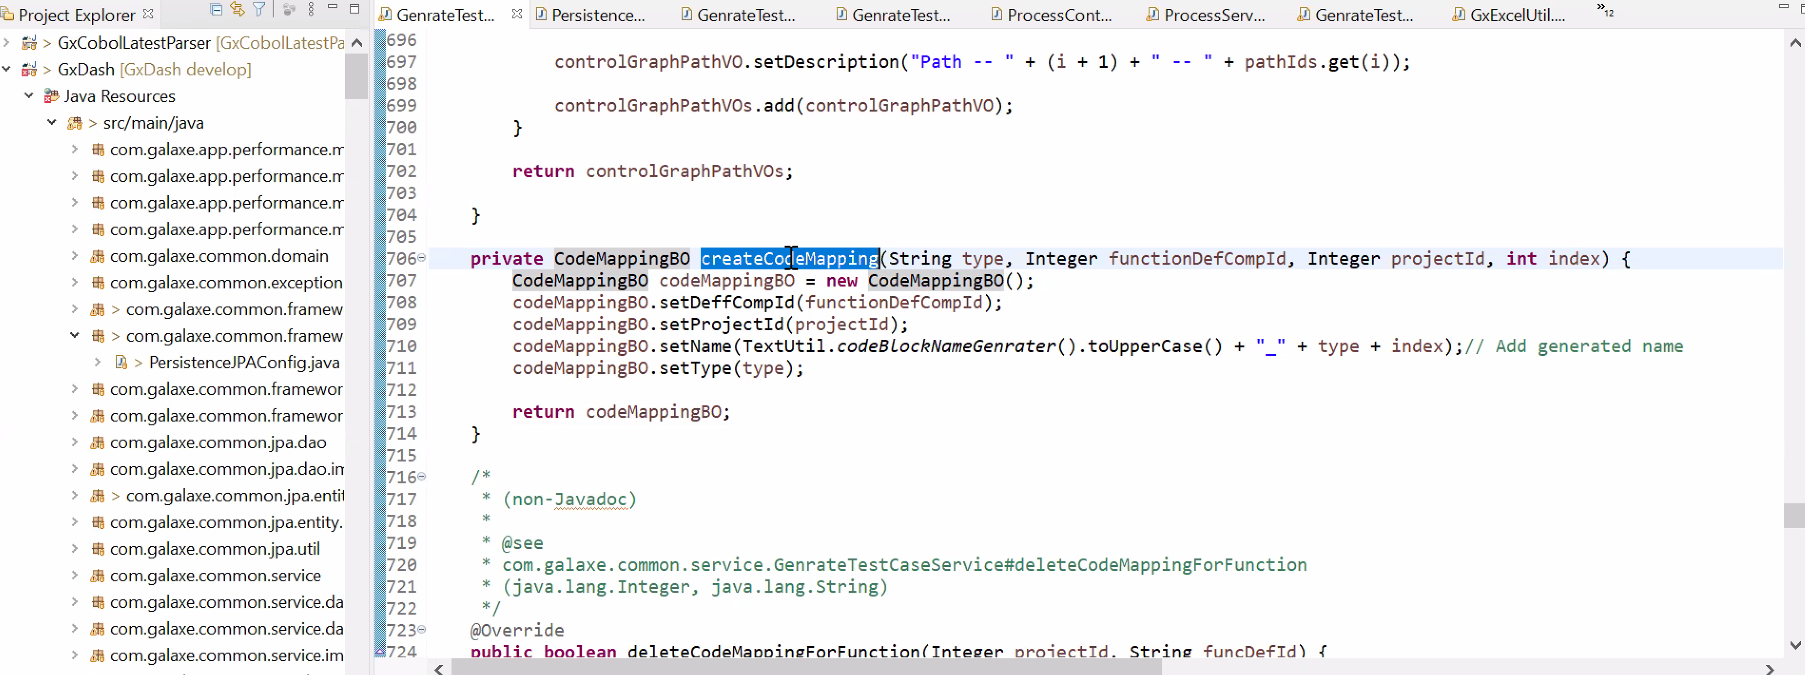 Project Explorer
GenrateTest...
Persistence...
GenrateTest...
GenrateTest...
ProcessCont...
ProcessServ...
GenrateTest...
GxExcelUtil....
»12
> GxCobolLatestParser [GxCobolLatestPa
> GxDash [GxDash develop]
Java Resources
> src/main/java
com.galaxe.app.performance.m
com.galaxe.app.performance.m
com.galaxe.app.performance.m
com.galaxe.app.performance.m
com.galaxe.common.domain
com.galaxe.common.exception
> com.galaxe.common.framew
> com.galaxe.common.framew
> PersistenceJPAConfig.java
com.galaxe.common.framewor
com.galaxe.common.framewor
com.galaxe.common.jpa.dao
com.galaxe.common.jpa.dao.im
> com.galaxe.common.jpa.entit
com.galaxe.common.jpa.entity.
com.galaxe.common.jpa.util
com.galaxe.common.service
com.galaxe.common.service.da
com.galaxe.common.service.da
com.galaxe.common.service.im
696
697 controlGraphPathVO.setDescription("Path -- " + (i + 1) + " -- " + pathIds.get(i));
698
699 controlGraphPathVOs.add(controlGraphPathVO);
700 }
701
702 return controlGraphPathVOs;
703
704 }
705
706 private CodeMappingBO createCodeMapping(String type, Integer functionDefCompId, Integer projectId, int index) {
707 CodeMappingBO codeMappingBO = new CodeMappingBO();
708 codeMappingBO.setDeffCompId(functionDefCompId);
709 codeMappingBO.setProjectId(projectId);
710 codeMappingBO.setName(TextUtil.codeBlockNameGenrater().toUpperCase() + "_" + type + index);// Add generated name
711 codeMappingBO.setType(type);
712
713 return codeMappingBO;
714 }
715
716 /*
717 * (non-Javadoc)
718 *
719 * @see
720 * com.galaxe.common.service.GenrateTestCaseService#deleteCodeMappingForFunction
721 * (java.lang.Integer, java.lang.String)
722 */
723 @Override
724 public boolean deleteCodeMappingForFunction(Integer projectId, String funcDefId) {